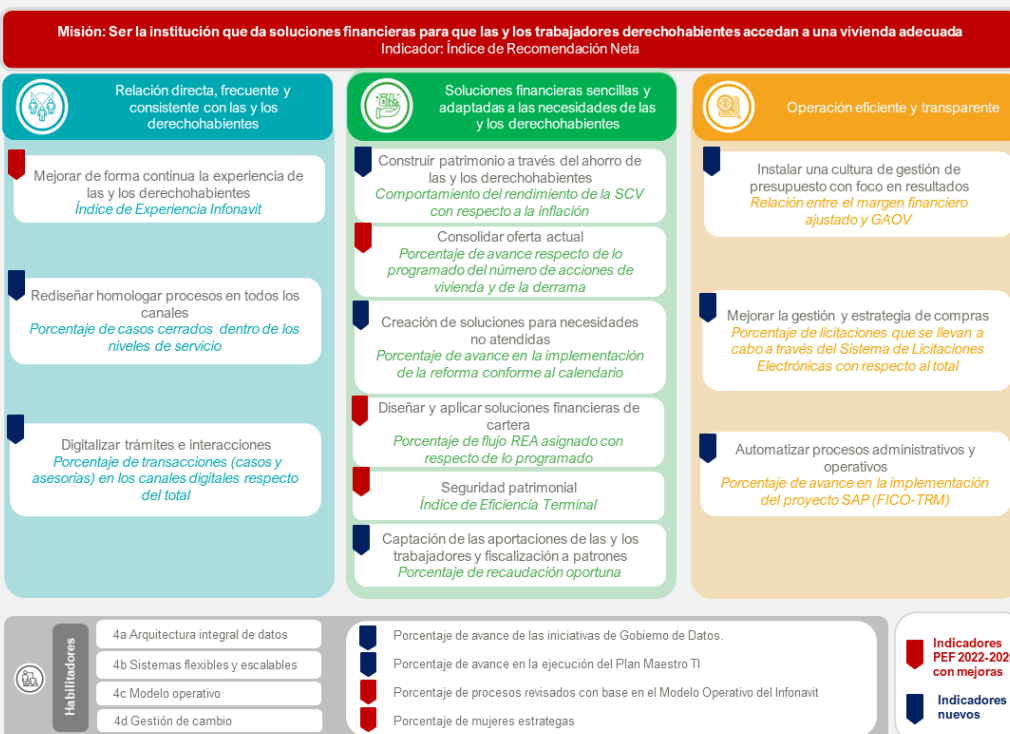 Misión: Ser la institución que da soluciones financieras para que las y los trabajadores derechohabientes accedan a una vivienda adecuada
Indicador: Índice de Recomendación Neta
Relación directa, frecuente y
consistente con las y los
derechohabientes
Mejorar de forma continua la experiencia de
las y los derechohabientes
Índice de Experiencia Infonavit
Rediseñar homologar procesos en todos los
canales
Porcentaje de casos cerrados dentro de los
niveles de servicio
Digitalizar trámites e interacciones
Porcentaje de transacciones (casos y
asesorías) en los canales digitales respecto
del total
Soluciones financieras sencillas y
adaptadas a las necesidades de las
y los derechohabientes
Construir patrimonio a través del ahorro de
las y los derechohabientes
Comportamiento del rendimiento de la SCV
con respecto a la inflación
Consolidar oferta actual
Porcentaje de avance respecto de lo
programado del número de acciones de
vivienda y de la derrama
Creación de soluciones para necesidades
no atendidas
Porcentaje de avance en la implementación
de la reforma conforme al calendario
Diseñar y aplicar soluciones financieras de
cartera
Porcentaje de flujo REA asignado con
respecto de lo programado
Seguridad patrimonial
Índice de Eficiencia Terminal
Captación de las aportaciones de las y los
trabajadores y fiscalización a patrones
Porcentaje de recaudación oportuna
Operación eficiente y transparente
Instalar una cultura de gestión de
presupuesto con foco en resultados
Relación entre el margen financiero
ajustado y GAOV
Mejorar la gestión y estrategia de compras
Porcentaje de licitaciones que se llevan a
cabo a través del Sistema de Licitaciones
Electrónicas con respecto al total
Automatizar procesos administrativos y
operativos
Porcentaje de avance en la implementación
del proyecto SAP (FICO-TRM)
Habilitadores
4a Arquitectura integral de datos
4b Sistemas flexibles y escalables
4c Modelo operativo
4d Gestión de cambio
Porcentaje de avance de las iniciativas de Gobierno de Datos.
Porcentaje de avance en la ejecución del Plan Maestro TI
Porcentaje de procesos revisados con base en el Modelo Operativo del Infonavit
Porcentaje de mujeres estrategas
Indicadores
PEF 2022-202
con mejoras
Indicadores
nuevos